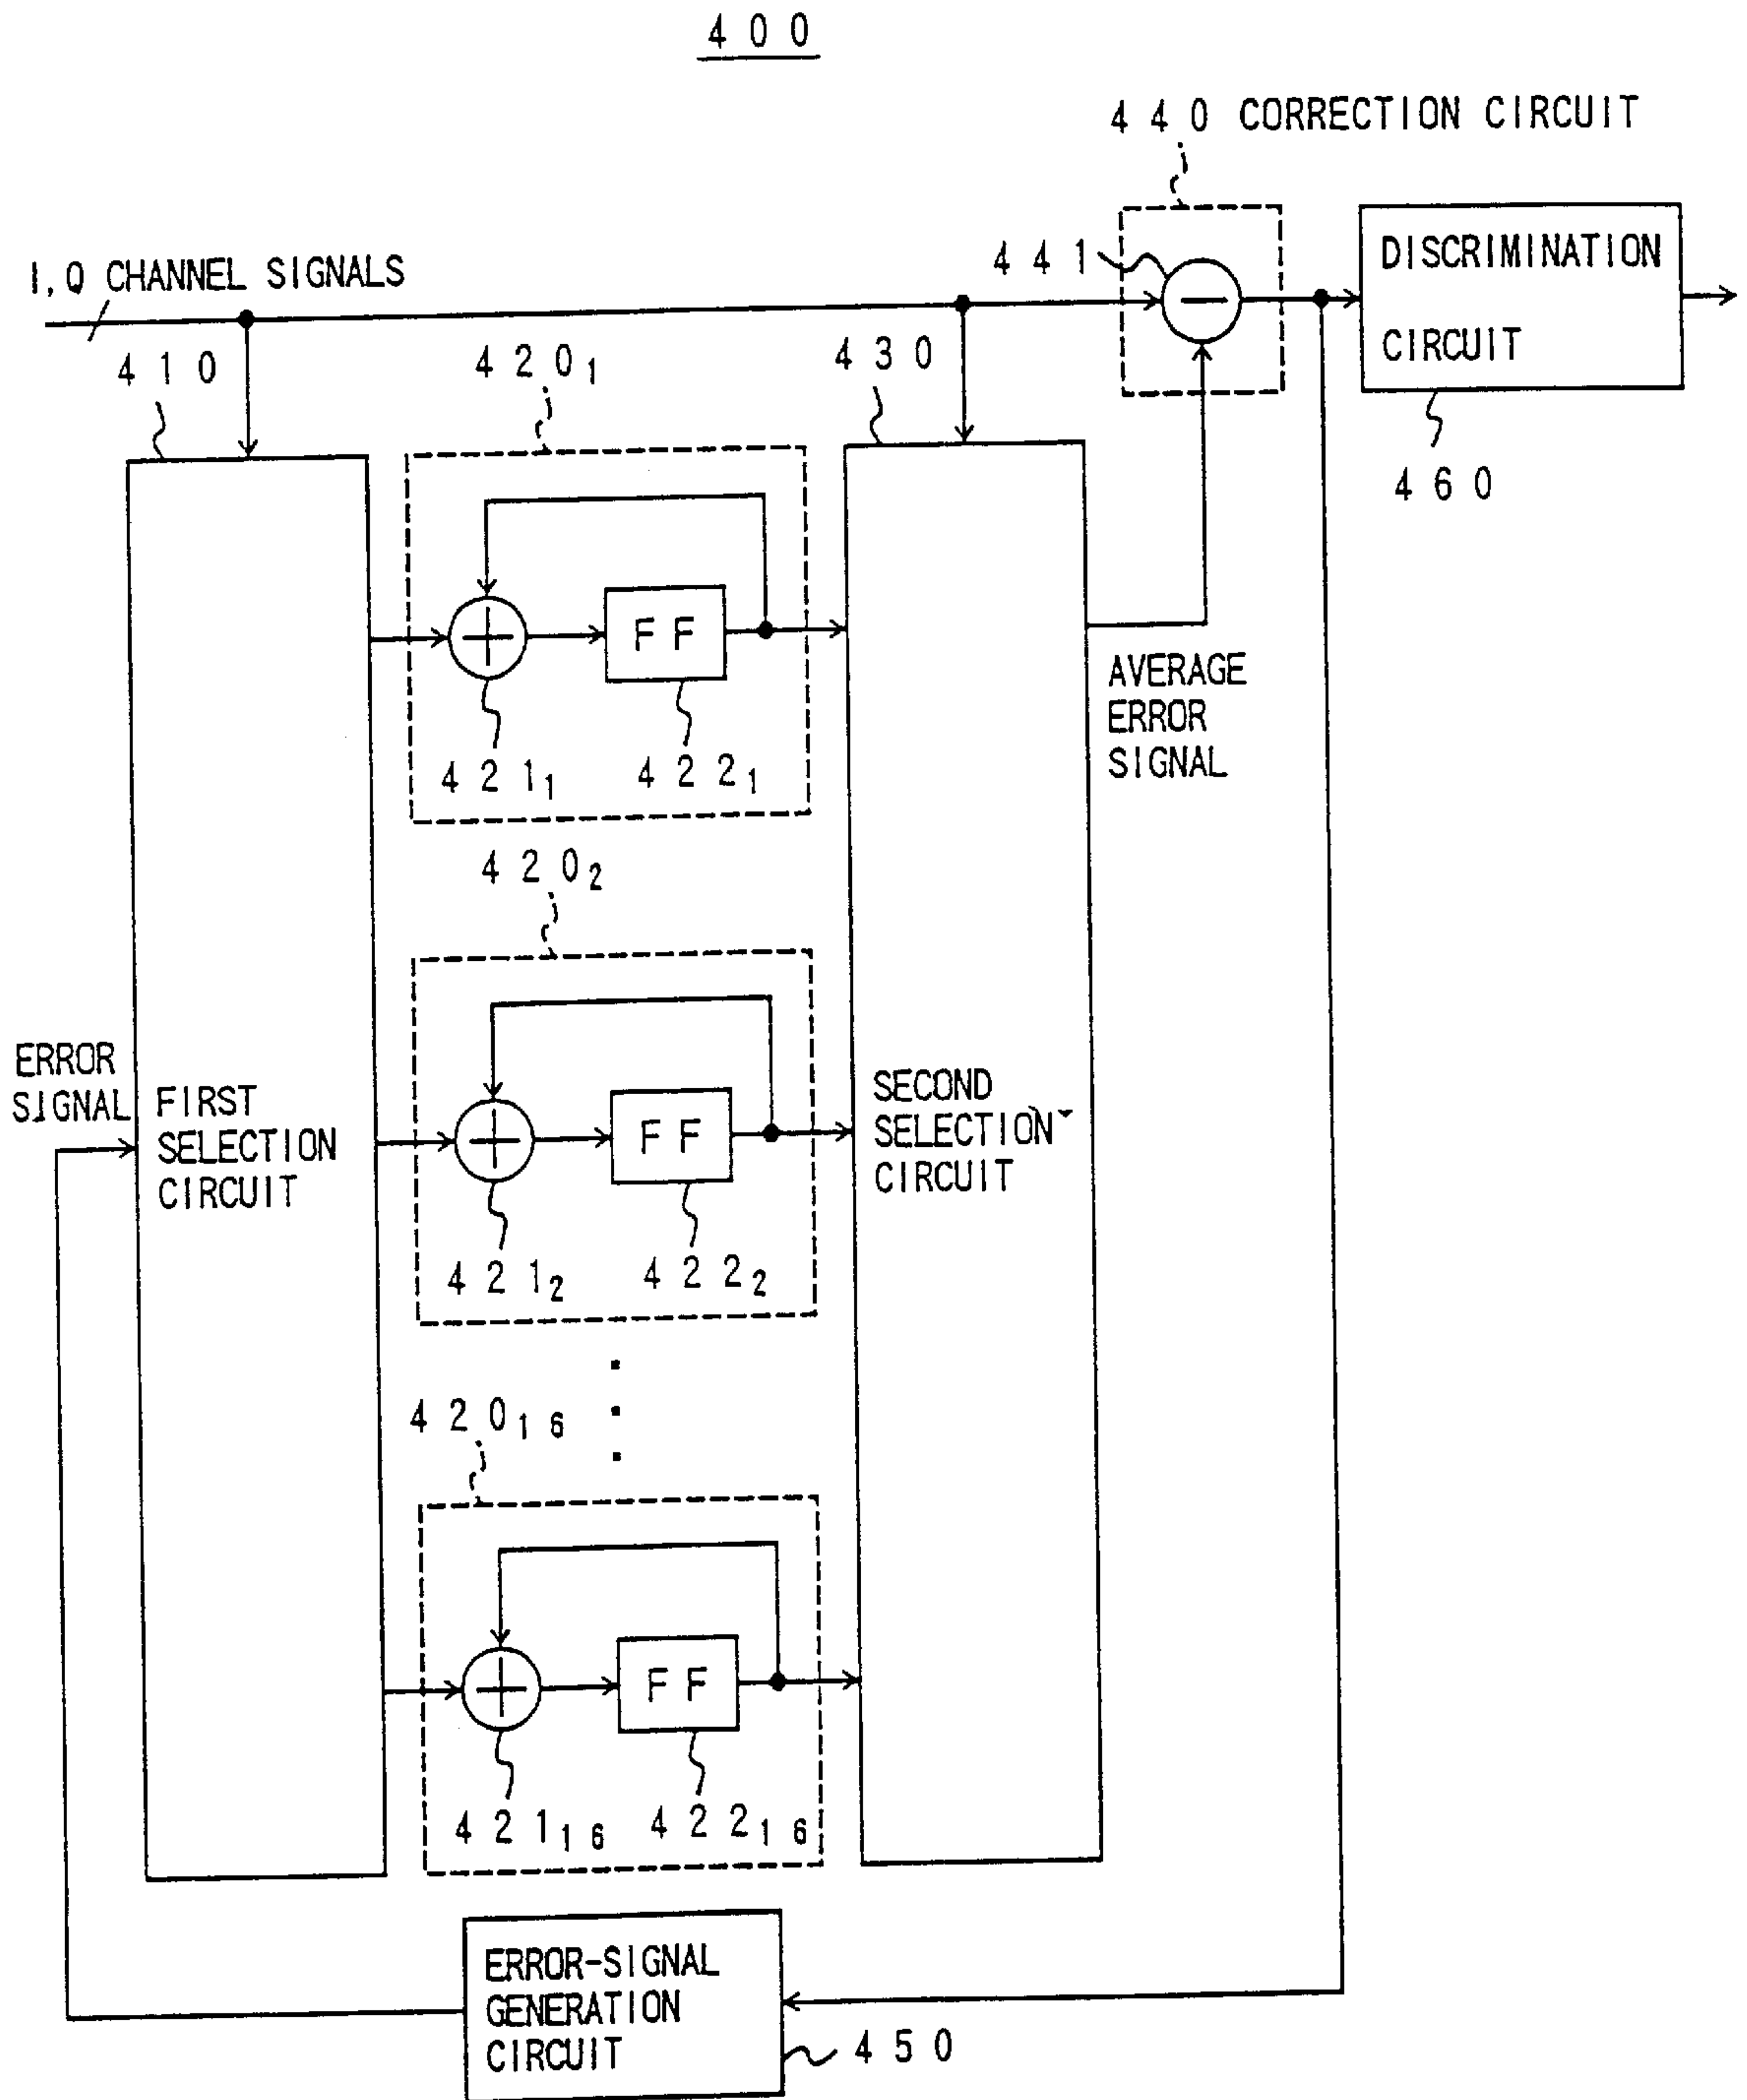 400
440 CORRECTION CIRCUIT
441
DISCRIMINATION
CIRCUIT
I,Q CHANNEL SIGNALS
410
420₁
430
460
FF
421₁
422₁
AVERAGE
ERROR
SIGNAL
420₂
ERROR
SIGNAL
FIRST
SELECTION
CIRCUIT
FF
SECOND
SELECTION
CIRCUIT
421₂
422₂
420₁₆
FF
421₁₆
422₁₆
ERROR-SIGNAL
GENERATION
CIRCUIT
450